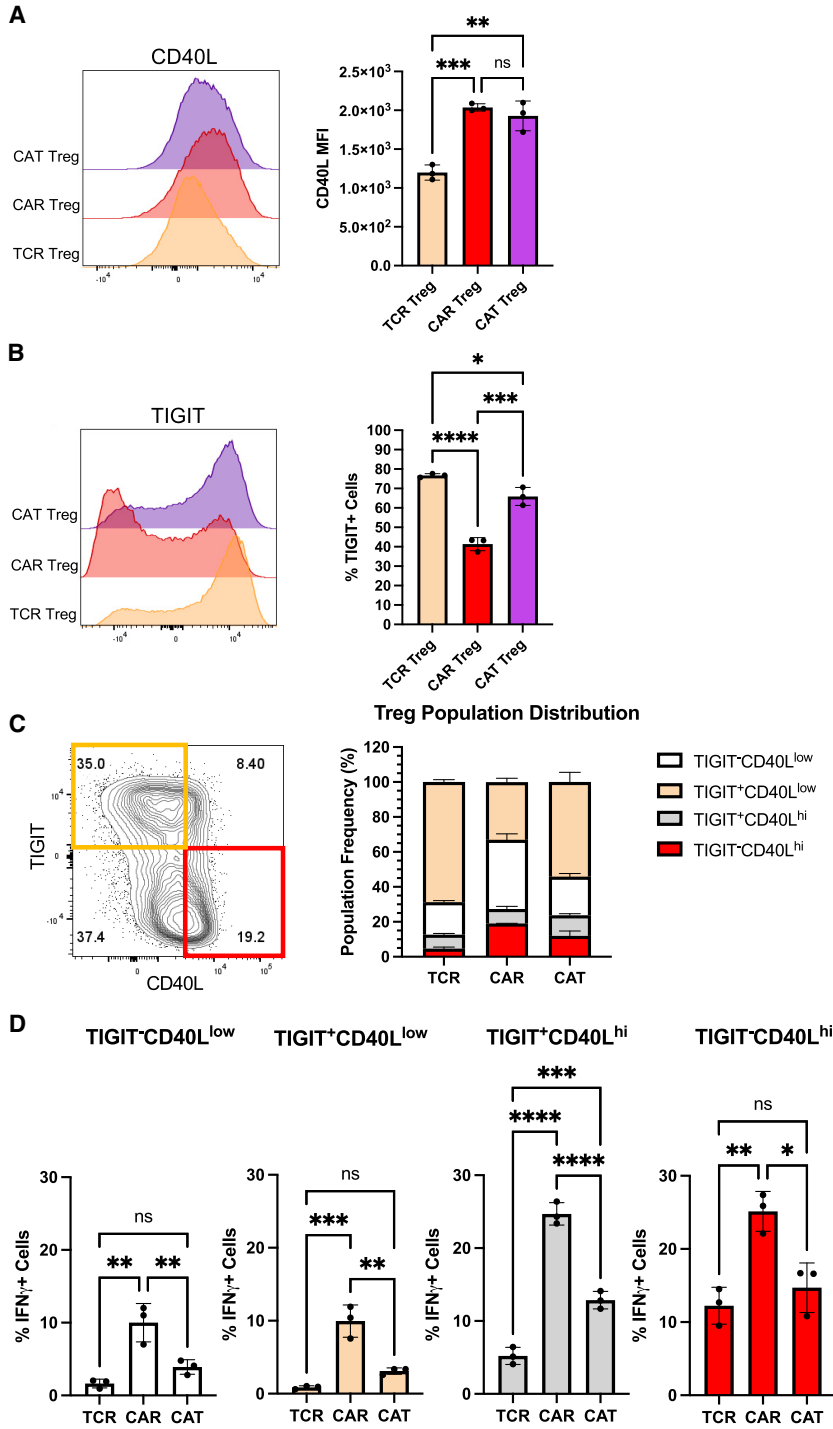 A
CD40L
CAT Treg
CAR Treg
TCR Treg
-10⁴ 0 10⁴
** 
*** ns
CD40L MFI
2.5×10³
2.0×10³
1.5×10³
1.0×10³
5.0×10²
0.0
TCR Treg CAR Treg CAT Treg
B
TIGIT
CAT Treg
CAR Treg
TCR Treg
-10⁴ 0 10⁴
*
***
****
% TIGIT+ Cells
100
90
80
70
60
50
40
30
20
10
0
TCR Treg CAR Treg CAT Treg
C
35.0 8.40
37.4 19.2
TIGIT
10⁴
0
-10⁴
0 10⁴ 10⁵
CD40L
Treg Population Distribution
Population Frequency (%)
120
100
80
60
40
20
0
TCR CAR CAT
TIGIT⁻CD40Lˡᵒʷ
TIGIT⁺CD40Lˡᵒʷ
TIGIT⁺CD40Lʰⁱ
TIGIT⁻CD40Lʰⁱ
D
TIGIT⁻CD40Lˡᵒʷ
ns
** **
% IFNγ+ Cells
30
20
10
0
TCR CAR CAT
TIGIT⁺CD40Lˡᵒʷ
ns
***
**
% IFNγ+ Cells
30
20
10
0
TCR CAR CAT
TIGIT⁺CD40Lʰⁱ
***
****
****
% IFNγ+ Cells
30
20
10
0
TCR CAR CAT
TIGIT⁻CD40Lʰⁱ
ns
** *
% IFNγ+ Cells
30
20
10
0
TCR CAR CAT